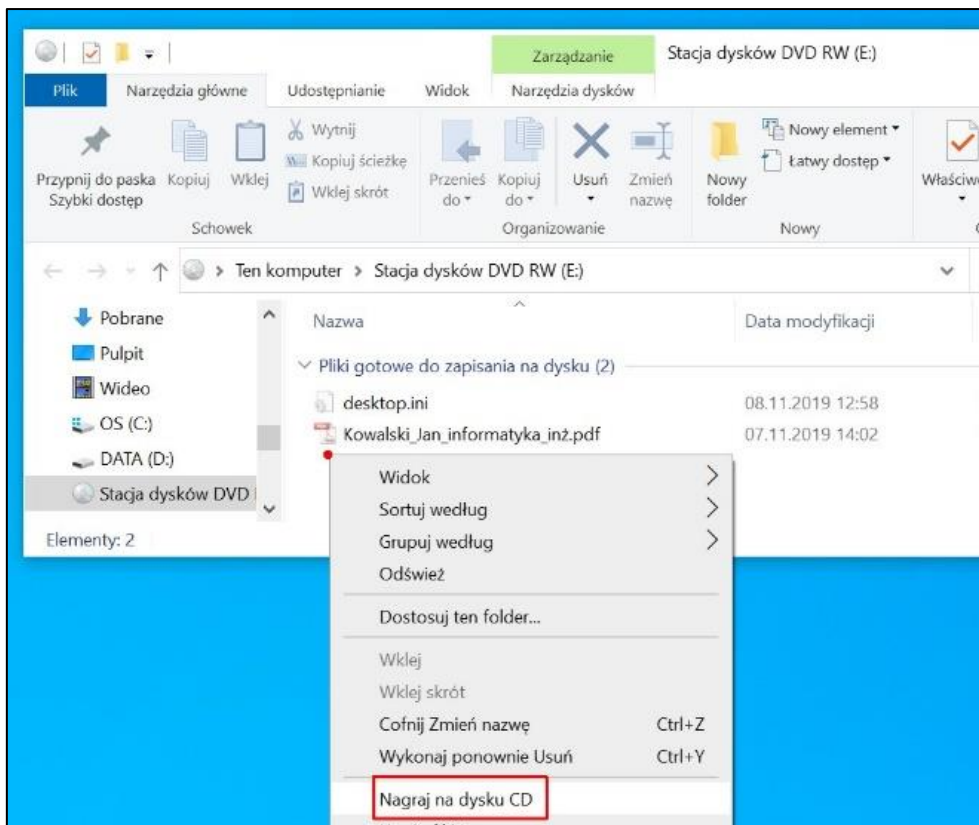 Zarządzanie
Stacja dysków DVD RW (E:)
Plik
Narzędzia główne
Udostępnianie
Widok
Narzędzia dysków
Przypnij do paska Szybki dostęp
Kopiuj
Wklej
Wytnij
Kopiuj ścieżkę
Wklej skrót
Schowek
Przenieś do
Kopiuj do
Usuń
Zmień nazwę
Organizowanie
Nowy folder
Nowy element
Łatwy dostęp
Nowy
Ten komputer > Stacja dysków DVD RW (E:)
Pobrane
Pulpit
Wideo
OS (C:)
DATA (D:)
Stacja dysków DVD
Elementy: 2
Nazwa
Data modyfikacji
Pliki gotowe do zapisania na dysku (2)
desktop.ini
08.11.2019 12:58
Kowalski_Jan_informatyka_inż.pdf
07.11.2019 14:02
Widok
Sortuj według
Grupuj według
Odśwież
Dostosuj ten folder...
Wklej
Wklej skrót
Cofnij Zmień nazwę Ctrl+Z
Wykonaj ponownie Usuń Ctrl+Y
Nagraj na dysku CD